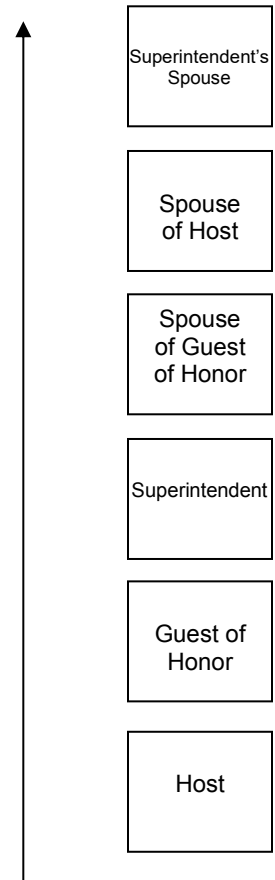 Superintendent's
Spouse
Spouse
of Host
Spouse
of Guest
of Honor
Superintendent
Guest of
Honor
Host